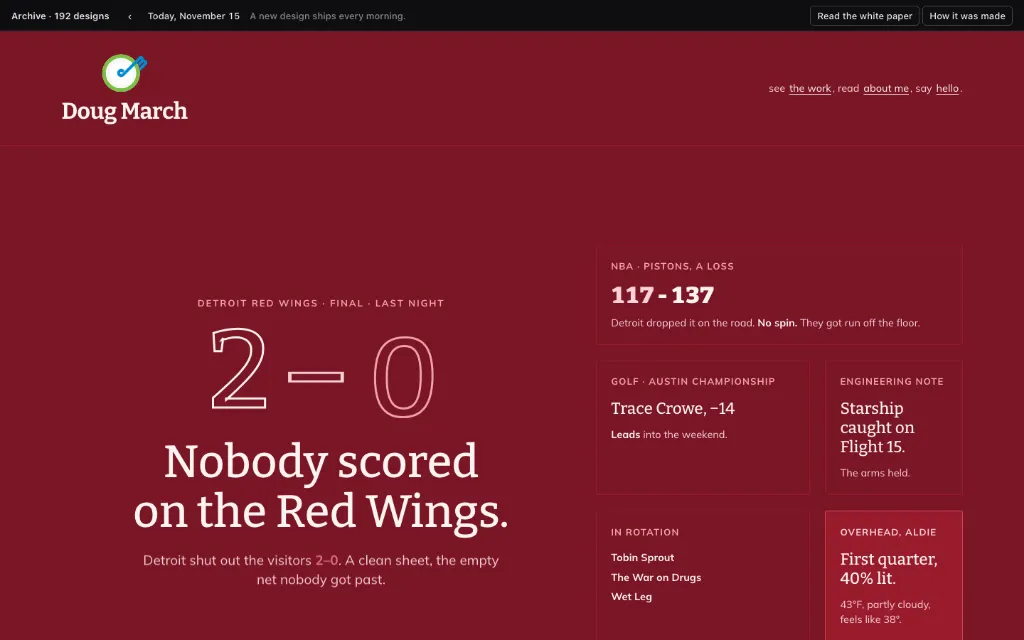 Archive · 192 designs
‹
Today, November 15
A new design ships every morning.
Read the white paper
How it was made
Doug March
see the work, read about me, say hello.
DETROIT RED WINGS · FINAL · LAST NIGHT
2–0
Nobody scored
on the Red Wings.
Detroit shut out the visitors 2–0. A clean sheet, the empty
net nobody got past.
NBA · PISTONS, A LOSS
117-137
Detroit dropped it on the road. No spin. They got run off the floor.
GOLF · AUSTIN CHAMPIONSHIP
Trace Crowe, −14
Leads into the weekend.
ENGINEERING NOTE
Starship
caught on
Flight 15.
The arms held.
IN ROTATION
Tobin Sprout
The War on Drugs
Wet Leg
OVERHEAD, ALDIE
First quarter,
40% lit.
43°F, partly cloudy,
feels like 38°.